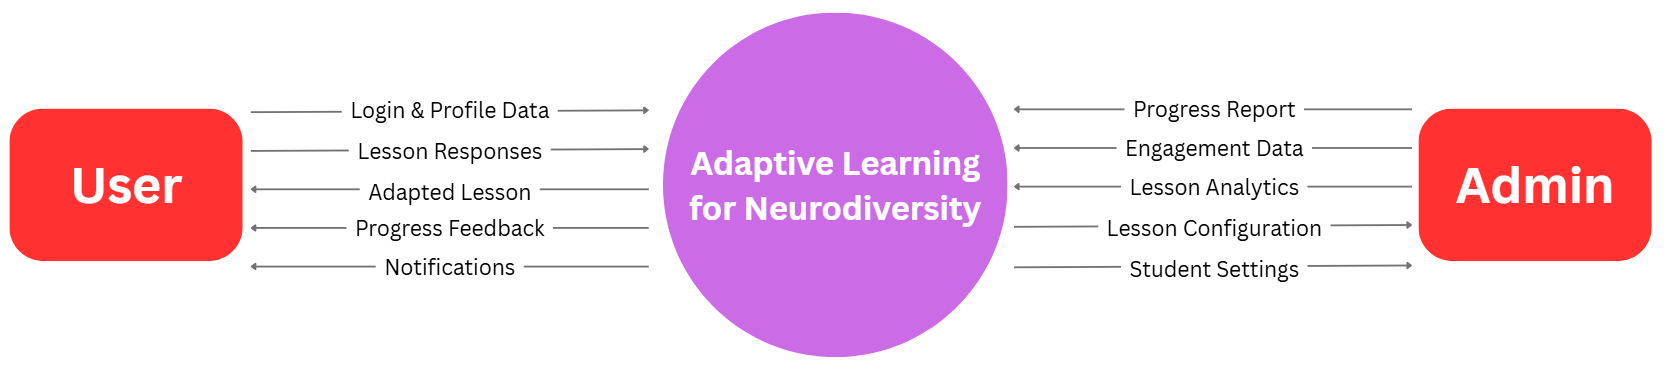 User
Login & Profile Data
Lesson Responses
Adapted Lesson
Progress Feedback
Notifications
Adaptive Learning
for Neurodiversity
Progress Report
Engagement Data
Lesson Analytics
Lesson Configuration
Student Settings
Admin